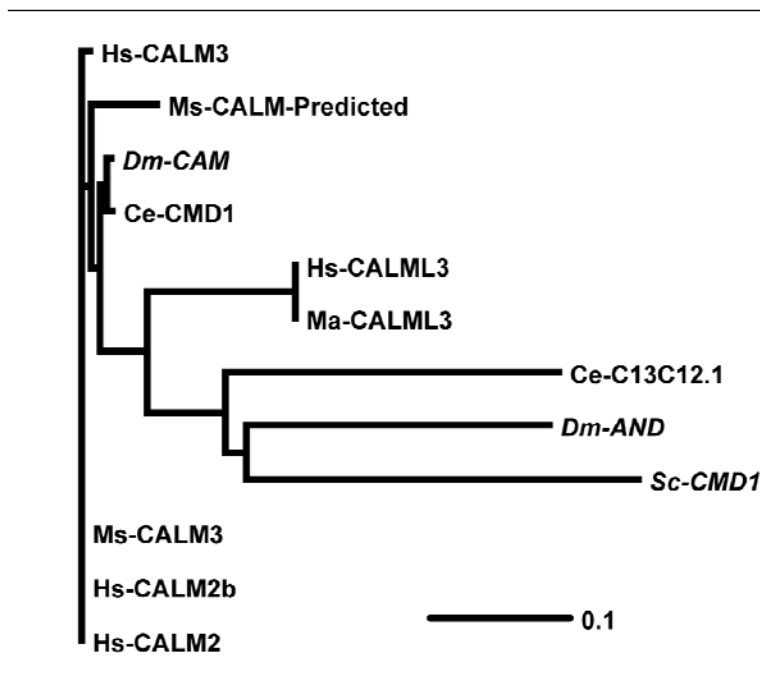 Hs-CALM3
Ms-CALM-Predicted
Dm-CAM
Ce-CMD1
Hs-CALML3
Ma-CALML3
Ce-C13C12.1
Dm-AND
Sc-CMD1
Ms-CALM3
Hs-CALM2b
0.1
Hs-CALM2